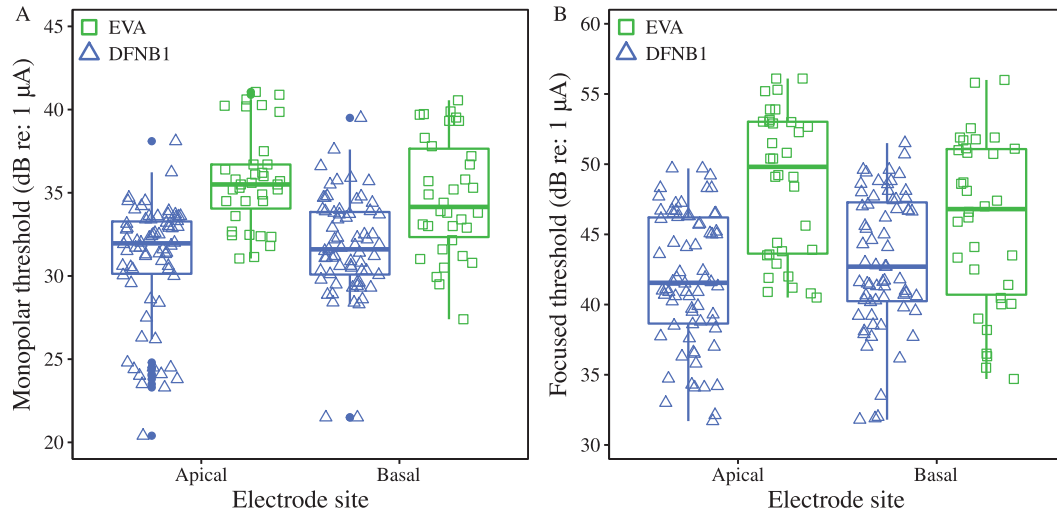 A
EVA
DFNB1
Monopolar threshold (dB re: 1 μA)
45
40
35
30
25
20
Apical
Basal
Electrode site
B
EVA
DFNB1
Focused threshold (dB re: 1 μA)
60
55
50
45
40
35
30
Apical
Basal
Electrode site